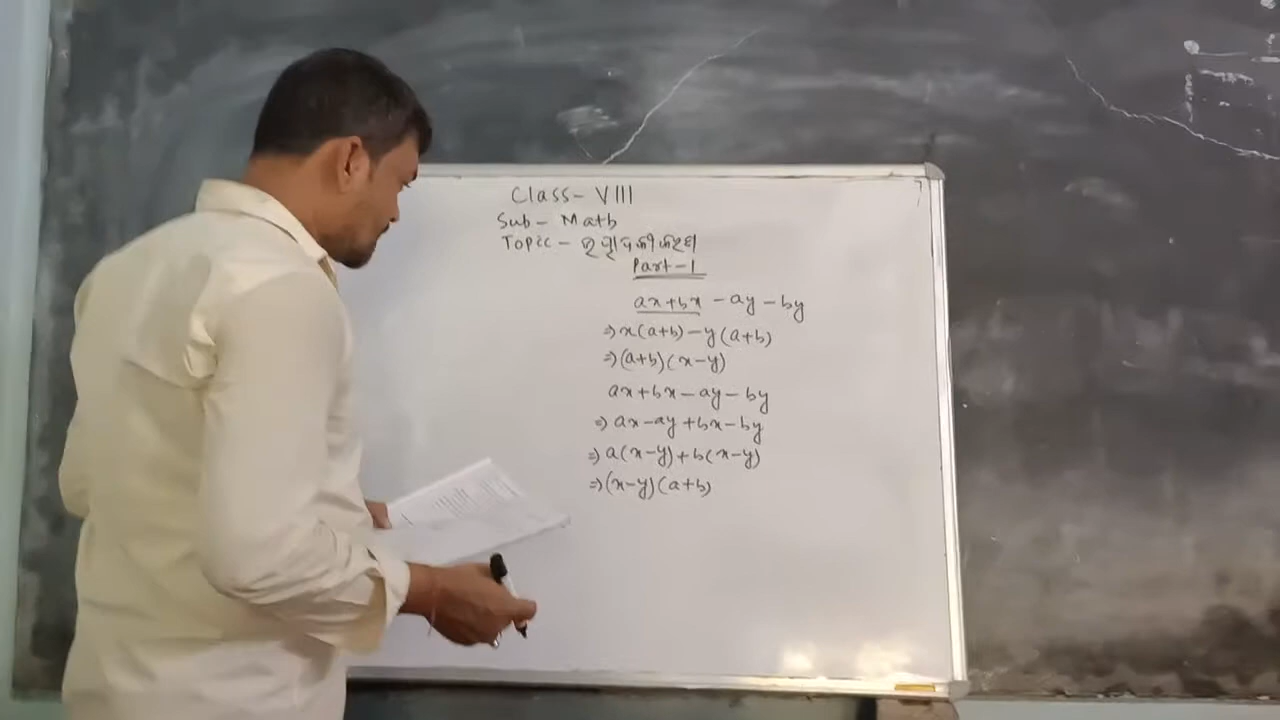 Class- VIII
Sub- Math
Topic-
Part-1
ax+bx-ay-by
⇒x(a+b)-y(a+b)
⇒(a+b)(x-y)
ax+bx-ay-by
⇒ax-ay+bx-by
⇒a(x-y)+b(x-y)
⇒(x-y)(a+b)